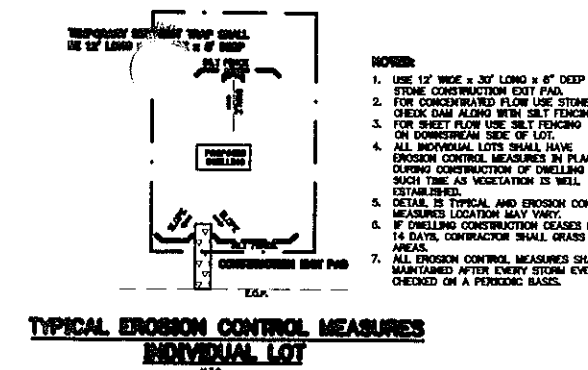 TEMPORARY SEDIMENT TRAP SHALL
BE 12' LONG x 6' DEEP
SILT FENCE
SWALE
PROPOSED
DWELLING
SLOPE
SLOPE
SILT FENCE
CONSTRUCTION EXIT PAD
E.O.P.
TYPICAL EROSION CONTROL MEASURES
INDIVIDUAL LOT
N.T.S.
NOTES:
1. USE 12' WIDE x 30' LONG x 6" DEEP
STONE CONSTRUCTION EXIT PAD.
2. FOR CONCENTRATED FLOW USE STONE
CHECK DAM ALONG WITH SILT FENCING
3. FOR SHEET FLOW USE SILT FENCING
ON DOWNSTREAM SIDE OF LOT.
4. ALL INDIVIDUAL LOTS SHALL HAVE
EROSION CONTROL MEASURES IN PLA
DURING CONSTRUCTION OF DWELLING
SUCH TIME AS VEGETATION IS WELL
ESTABLISHED.
5. DETAIL IS TYPICAL AND EROSION CON
MEASURES LOCATION MAY VARY.
6. IF DWELLING CONSTRUCTION CEASES
14 DAYS, CONTRACTOR SHALL GRASS
AREAS.
7. ALL EROSION CONTROL MEASURES SHA
MAINTAINED AFTER EVERY STORM EVE
CHECKED ON A PERIODIC BASIS.